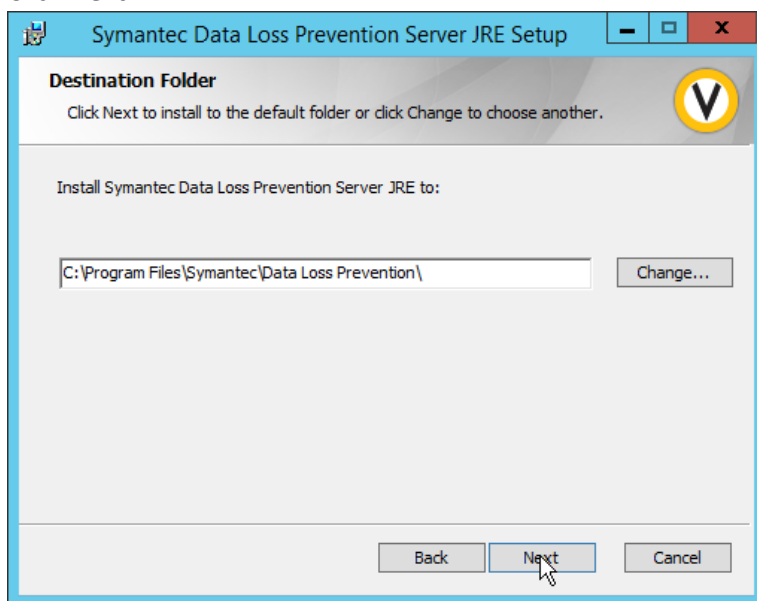 Symantec Data Loss Prevention Server JRE Setup
Destination Folder
Click Next to install to the default folder or click Change to choose another.
V
Install Symantec Data Loss Prevention Server JRE to:
C:\Program Files\Symantec\Data Loss Prevention\
Change...
Back
Next
Cancel